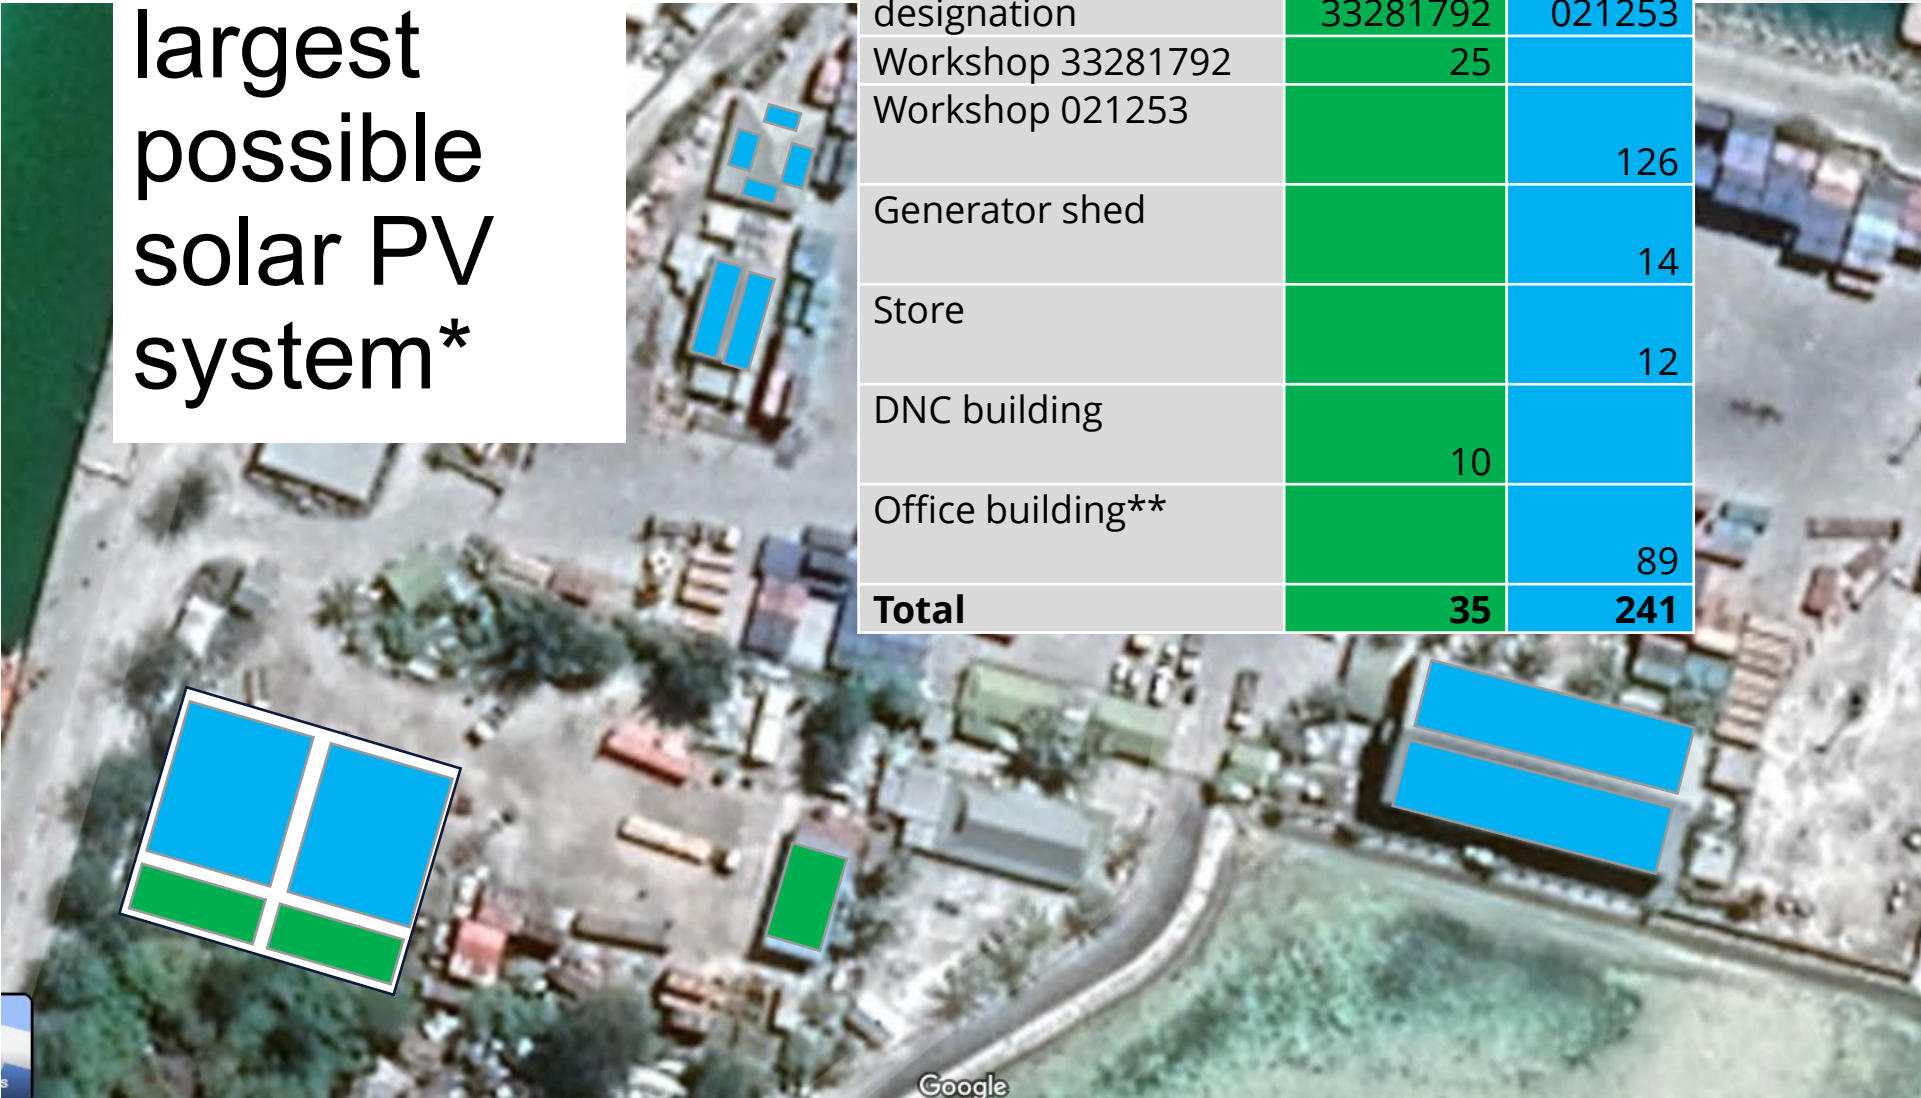 largest
possible
solar PV
system*
designation 33281792 021253
Workshop 33281792 25
Workshop 021253 126
Generator shed 14
Store 12
DNC building 10
Office building** 89
Total 35 241
Google
s